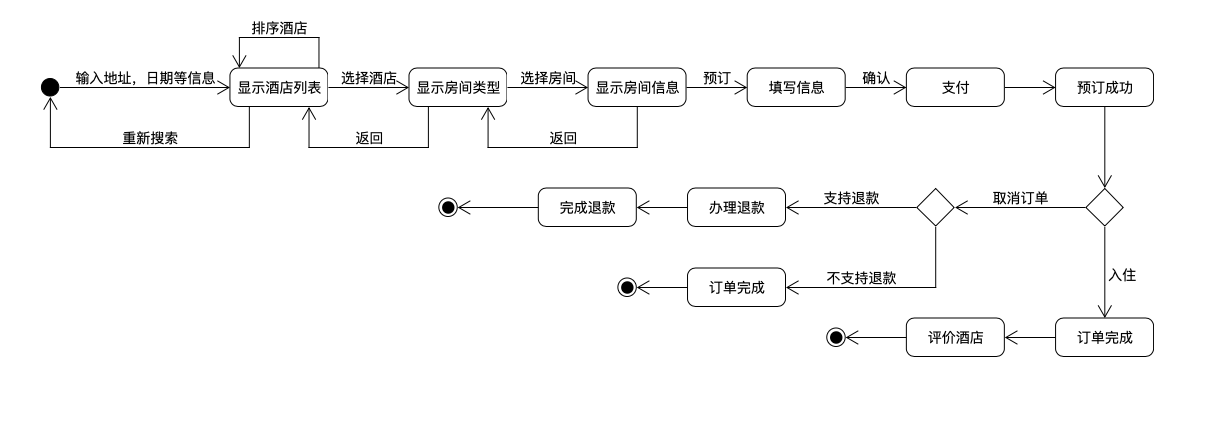 排序酒店
输入地址，日期等信息
显示酒店列表
选择酒店
显示房间类型
选择房间
显示房间信息
预订
填写信息
确认
支付
预订成功
重新搜索
返回
返回
完成退款
办理退款
支持退款
取消订单
入住
订单完成
不支持退款
评价酒店
订单完成